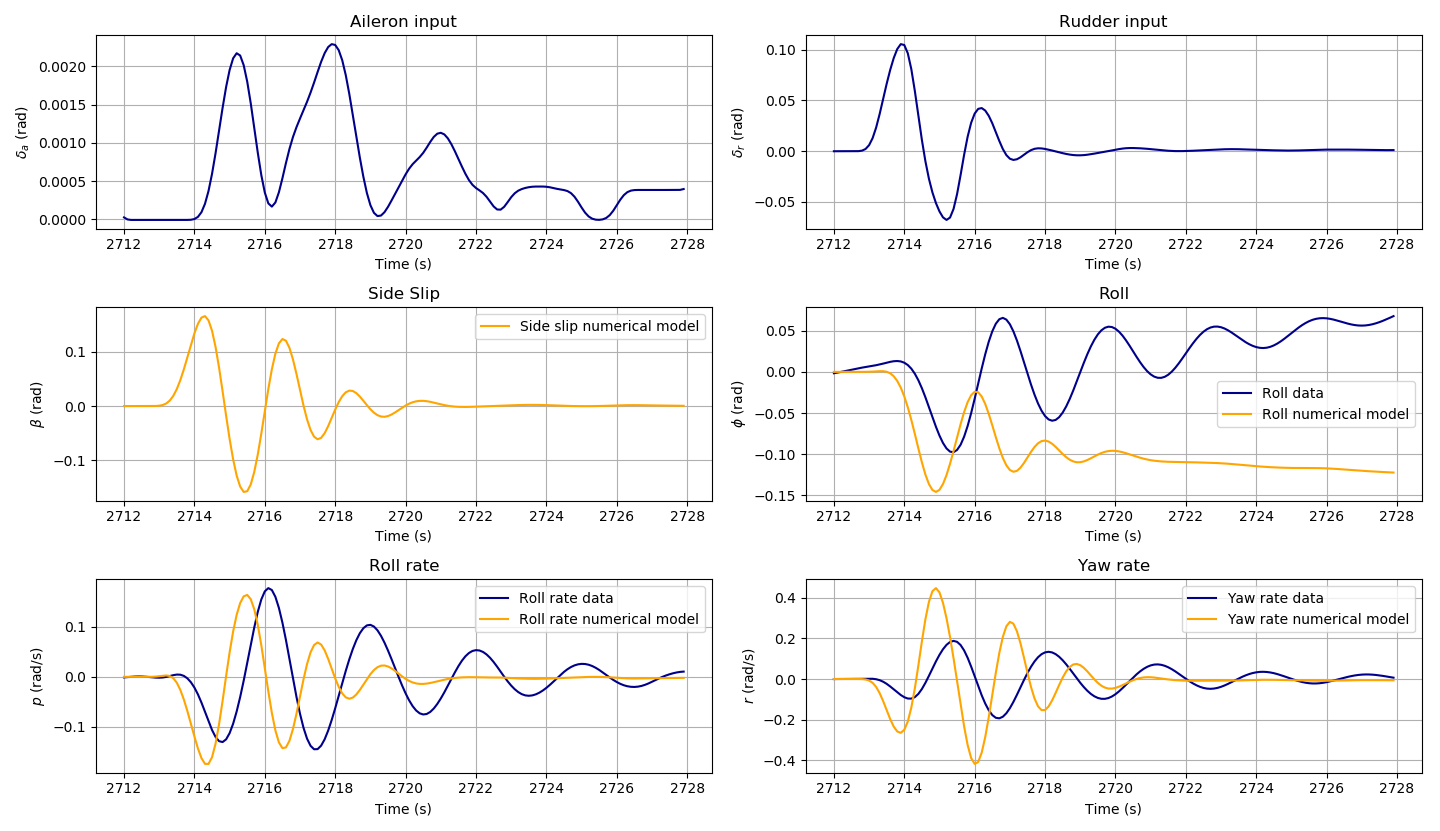 Aileron input
δa (rad)
0.0020
0.0015
0.0010
0.0005
0.0000
2712 2714 2716 2718 2720 2722 2724 2726 2728
Time (s)
Rudder input
δr (rad)
0.10
0.05
0.00
−0.05
2712 2714 2716 2718 2720 2722 2724 2726 2728
Time (s)
Side Slip
β (rad)
0.1
0.0
−0.1
Side slip numerical model
2712 2714 2716 2718 2720 2722 2724 2726 2728
Time (s)
Roll
ϕ (rad)
0.05
0.00
−0.05
−0.10
−0.15
Roll data
Roll numerical model
2712 2714 2716 2718 2720 2722 2724 2726 2728
Time (s)
Roll rate
p (rad/s)
0.1
0.0
−0.1
Roll rate data
Roll rate numerical model
2712 2714 2716 2718 2720 2722 2724 2726 2728
Time (s)
Yaw rate
r (rad/s)
0.4
0.2
0.0
−0.2
−0.4
Yaw rate data
Yaw rate numerical model
2712 2714 2716 2718 2720 2722 2724 2726 2728
Time (s)